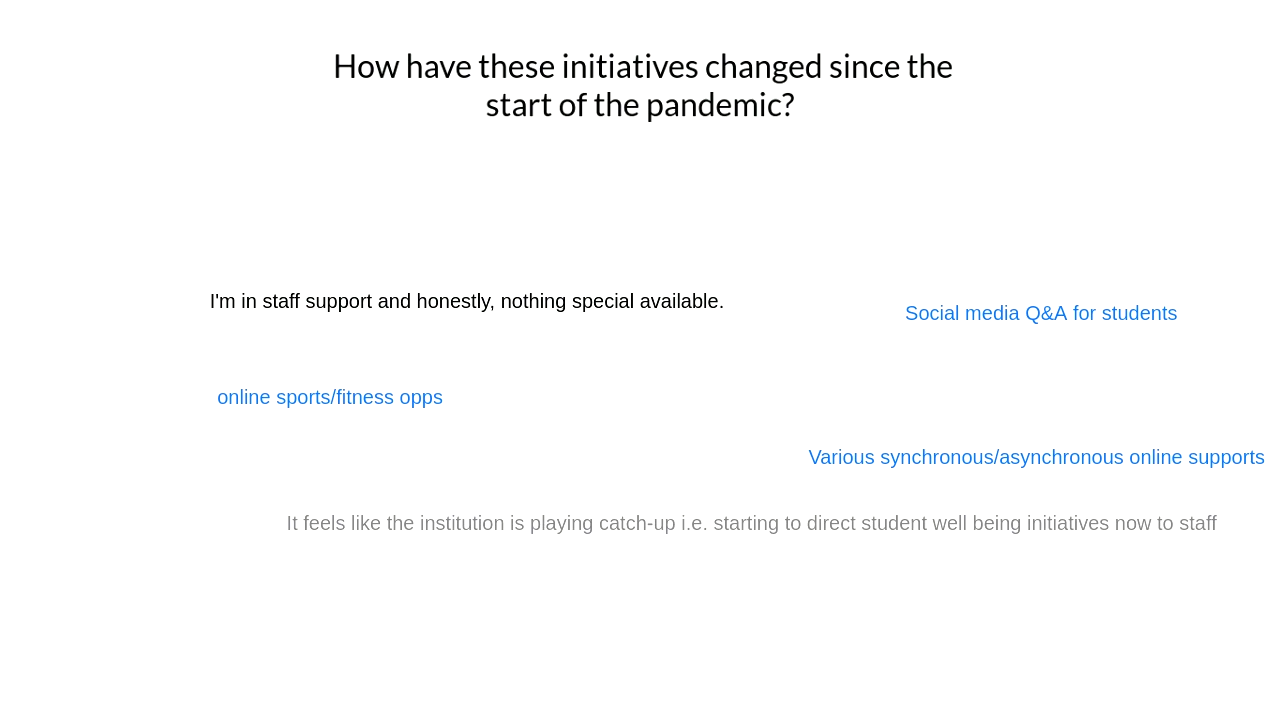 How have these initiatives changed since the
start of the pandemic?
I'm in staff support and honestly, nothing special available.
Social media Q&A for students
online sports/fitness opps
Various synchronous/asynchronous online supports
It feels like the institution is playing catch-up i.e. starting to direct student well being initiatives now to staff